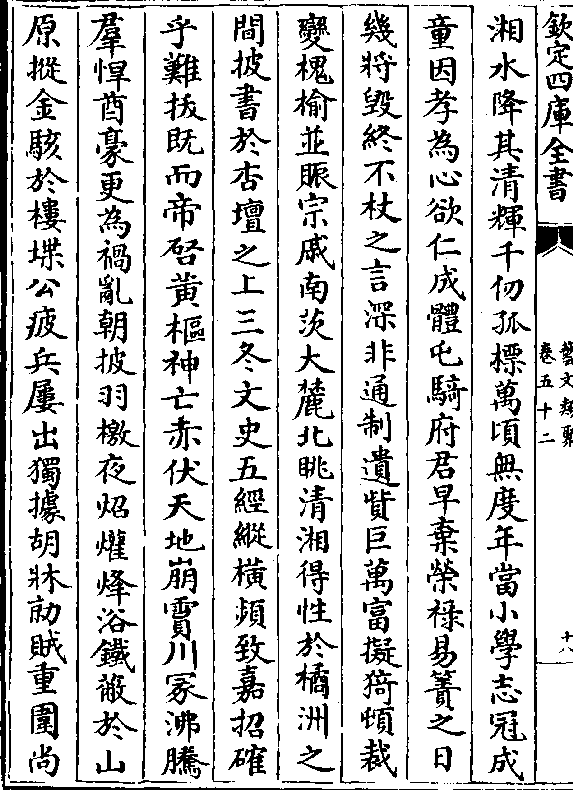 欽定四庫全書
藝文類聚
卷五十二
十八
湘水降其清輝千仞孤標萬頃無度年當小學志冠成
童因孝為心欲仁成體屯騎府君早棄榮祿易簀之日
幾將毀終不杖之言深非通制遺貲巨萬富擬猗頓裁
變槐榆並賑宗戚南茨大麓北眺清湘得性於橘洲之
間披書於杏壇之上三冬文史五經縱橫頻致嘉招確
乎難拔既而帝啓黃樞神亡赤伏天地崩霣川冢沸騰
羣悍酋豪更為禍亂朝披羽檄夜炤爟烽浴鐵蔽於山
原摐金駭於樓堞公疲兵屢出獨據胡牀勍賊重圍尚